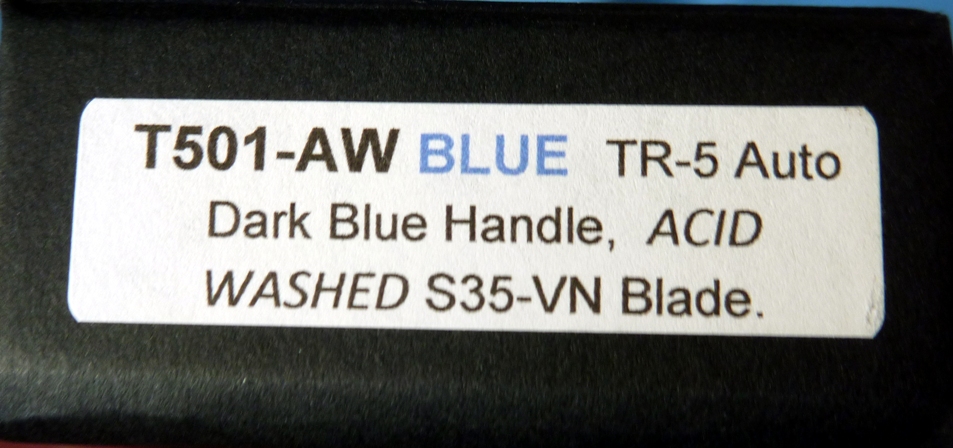 T501-AW BLUE TR-5 Auto
Dark Blue Handle, ACID
WASHED S35-VN Blade.